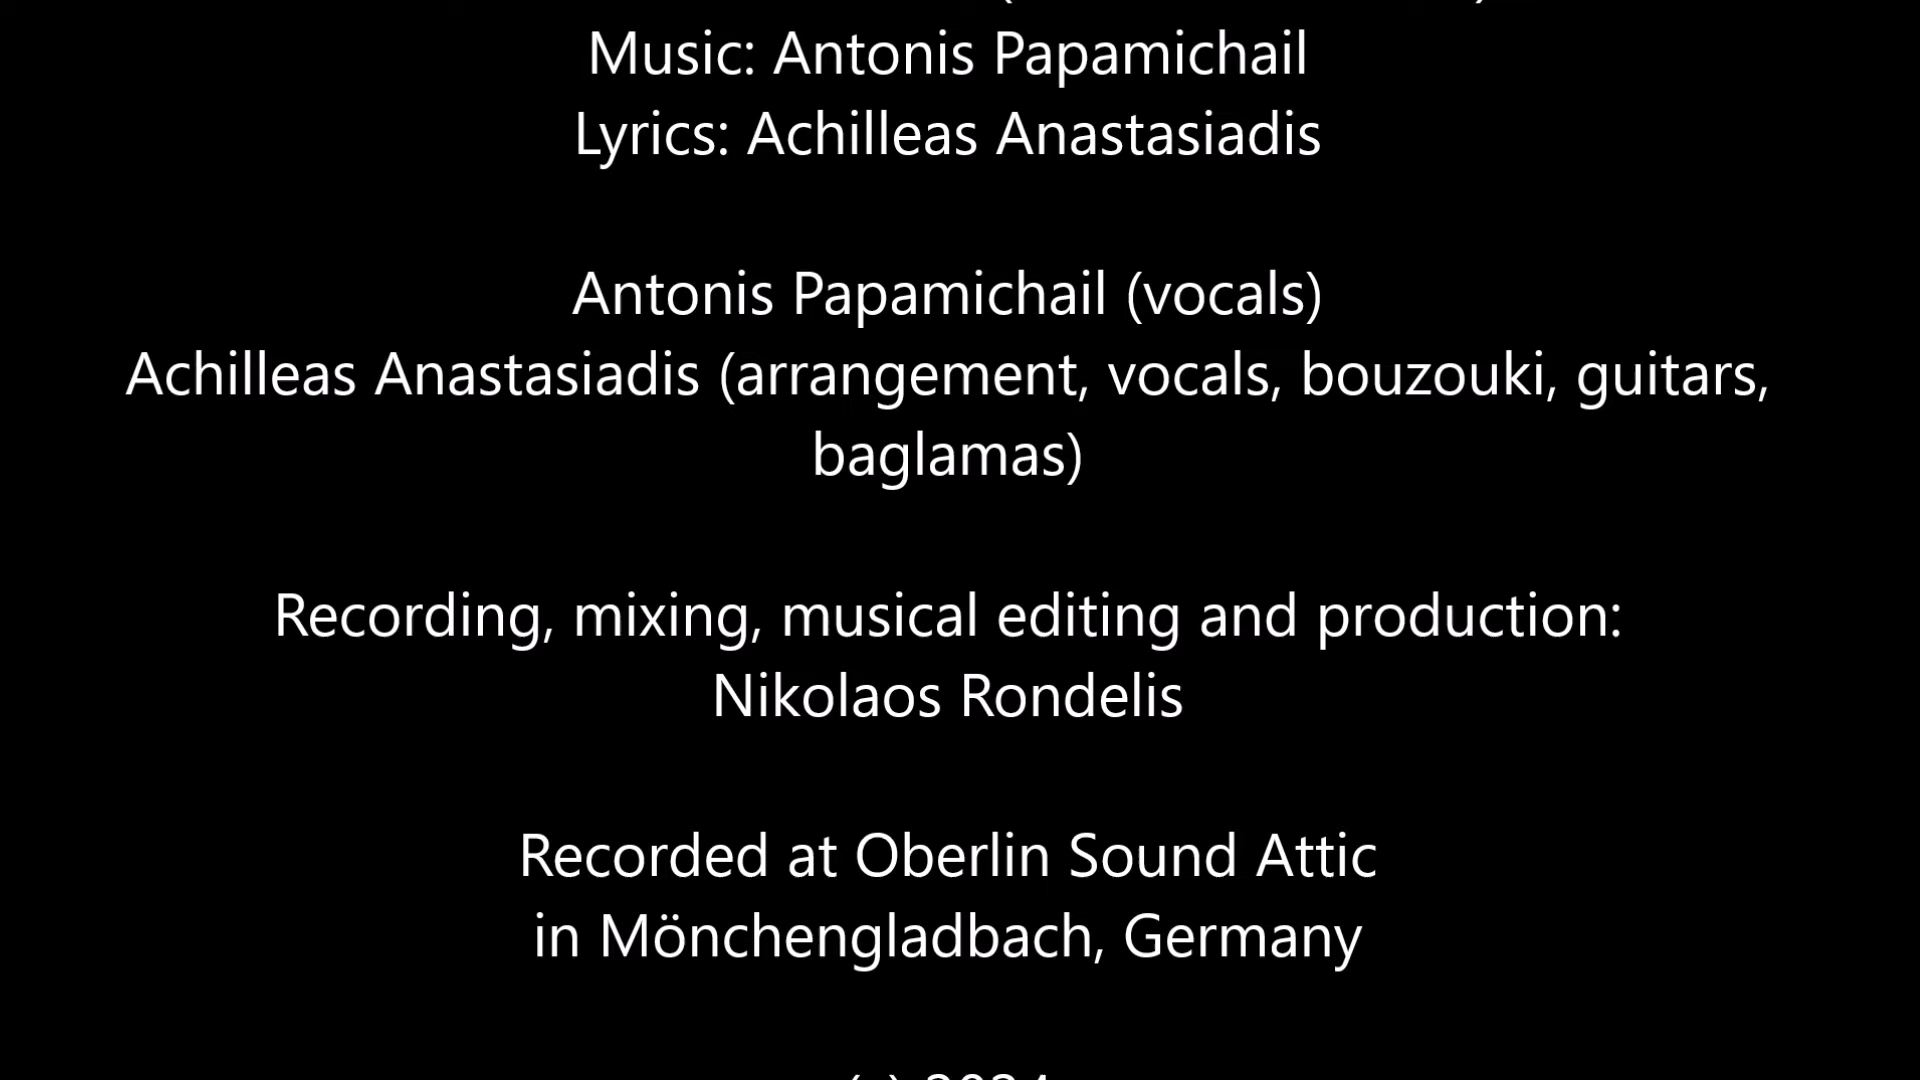 Music: Antonis Papamichail
Lyrics: Achilleas Anastasiadis
Antonis Papamichail (vocals)
Achilleas Anastasiadis (arrangement, vocals, bouzouki, guitars,
baglamas)
Recording, mixing, musical editing and production:
Nikolaos Rondelis
Recorded at Oberlin Sound Attic
in Mönchengladbach, Germany